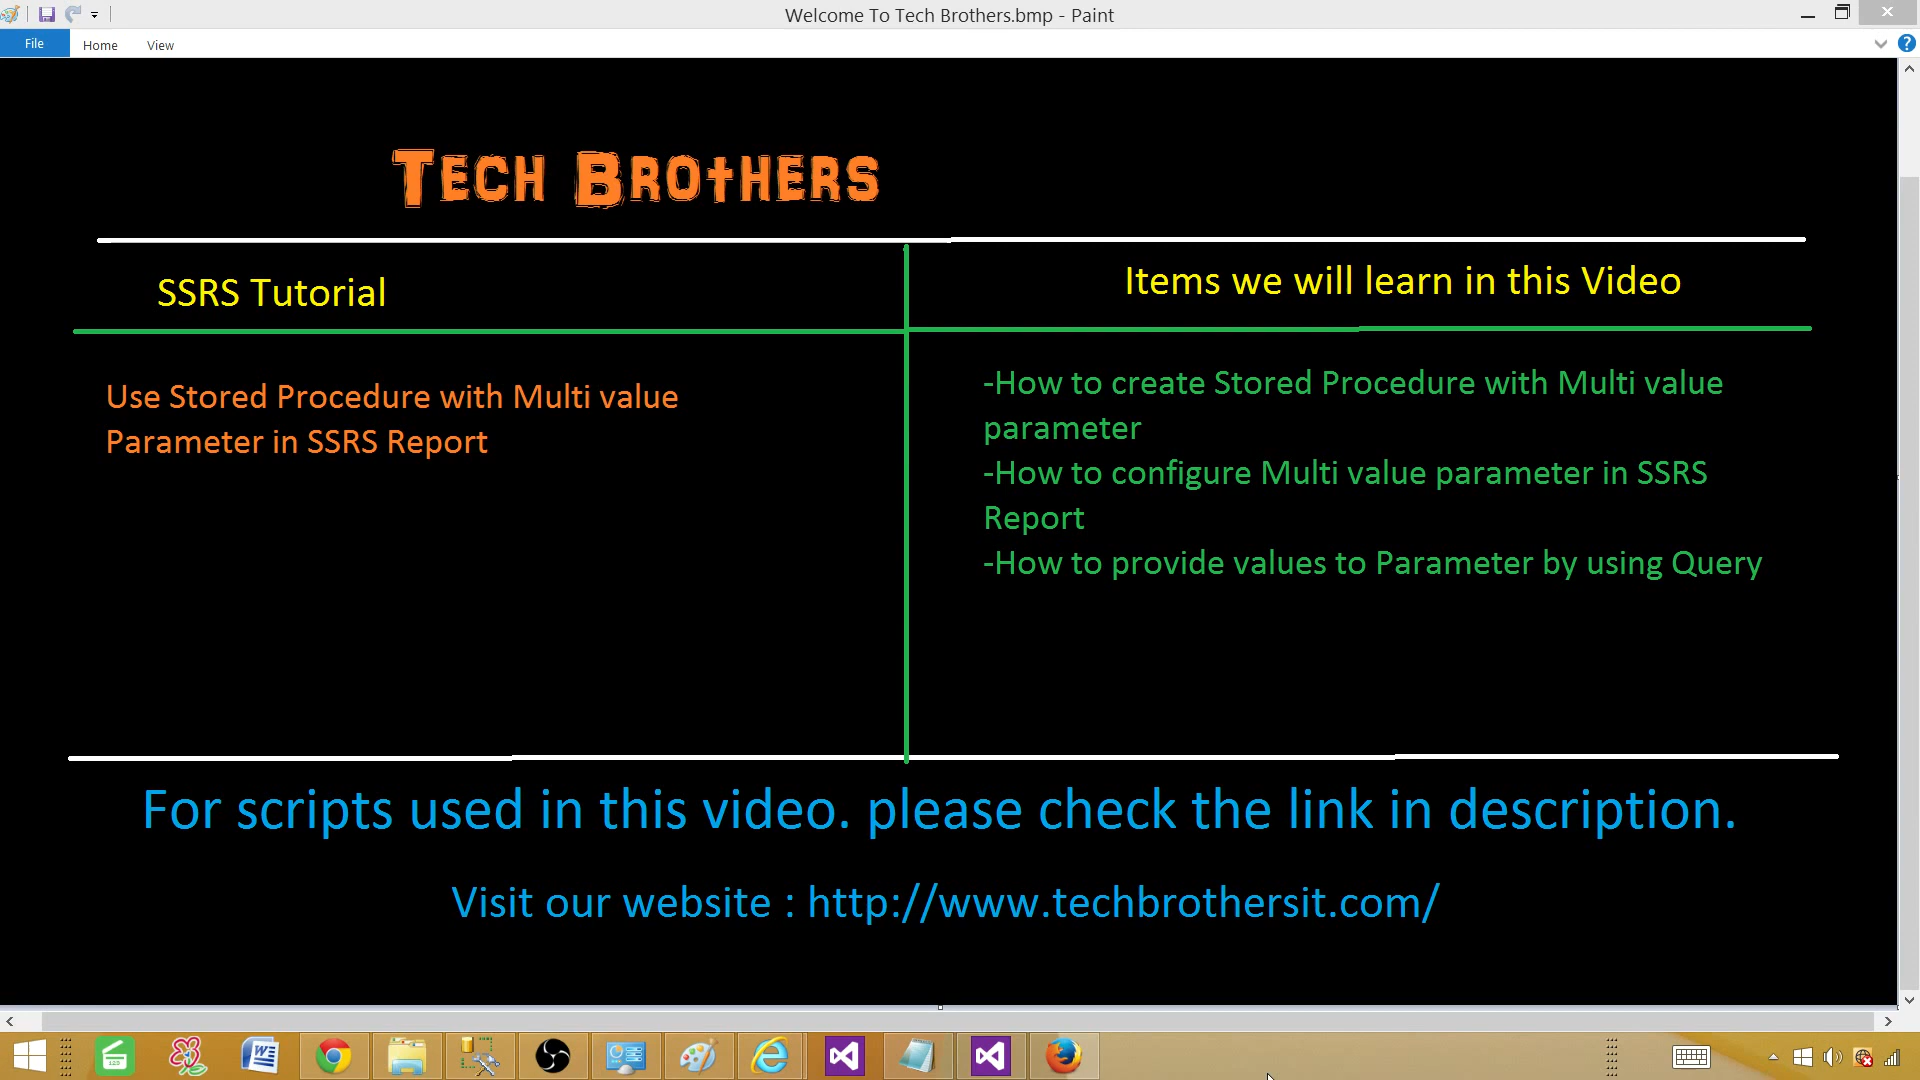 Welcome To Tech Brothers.bmp - Paint
File Home View
Tech Brothers
SSRS Tutorial
Items we will learn in this Video
Use Stored Procedure with Multi value
Parameter in SSRS Report
-How to create Stored Procedure with Multi value
parameter
-How to configure Multi value parameter in SSRS
Report
-How to provide values to Parameter by using Query
For scripts used in this video. please check the link in description.
Visit our website : http://www.techbrothersit.com/